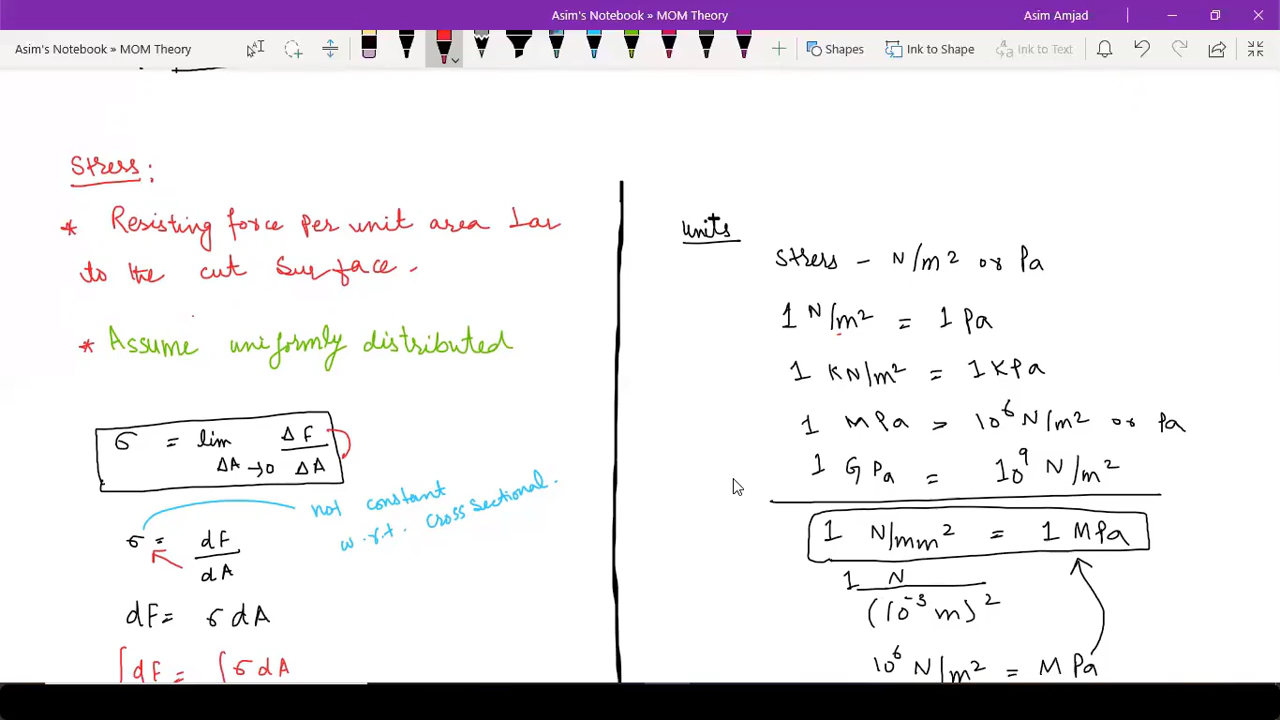 Asim's Notebook » MOM Theory
Asim Amjad
Asim's Notebook » MOM Theory
Shapes
Ink to Shape
Ink to Text
Stress:
* Resisting force per unit area ⊥ar
to the cut surface.
* Assume uniformly distributed
σ = lim ΔF
ΔA→0 ΔA
not constant
w.r.t. cross sectional.
σ = dF
dA
dF = σ dA
∫dF = ∫σ dA
Units
Stress - N/m² or Pa
1 N/m² = 1 Pa
1 KN/m² = 1 KPa
1 MPa = 10⁶ N/m² or Pa
1 GPa = 10⁹ N/m²
1 N/mm² = 1 MPa
1 N
(10⁻³ m)²
10⁶ N/m² = MPa